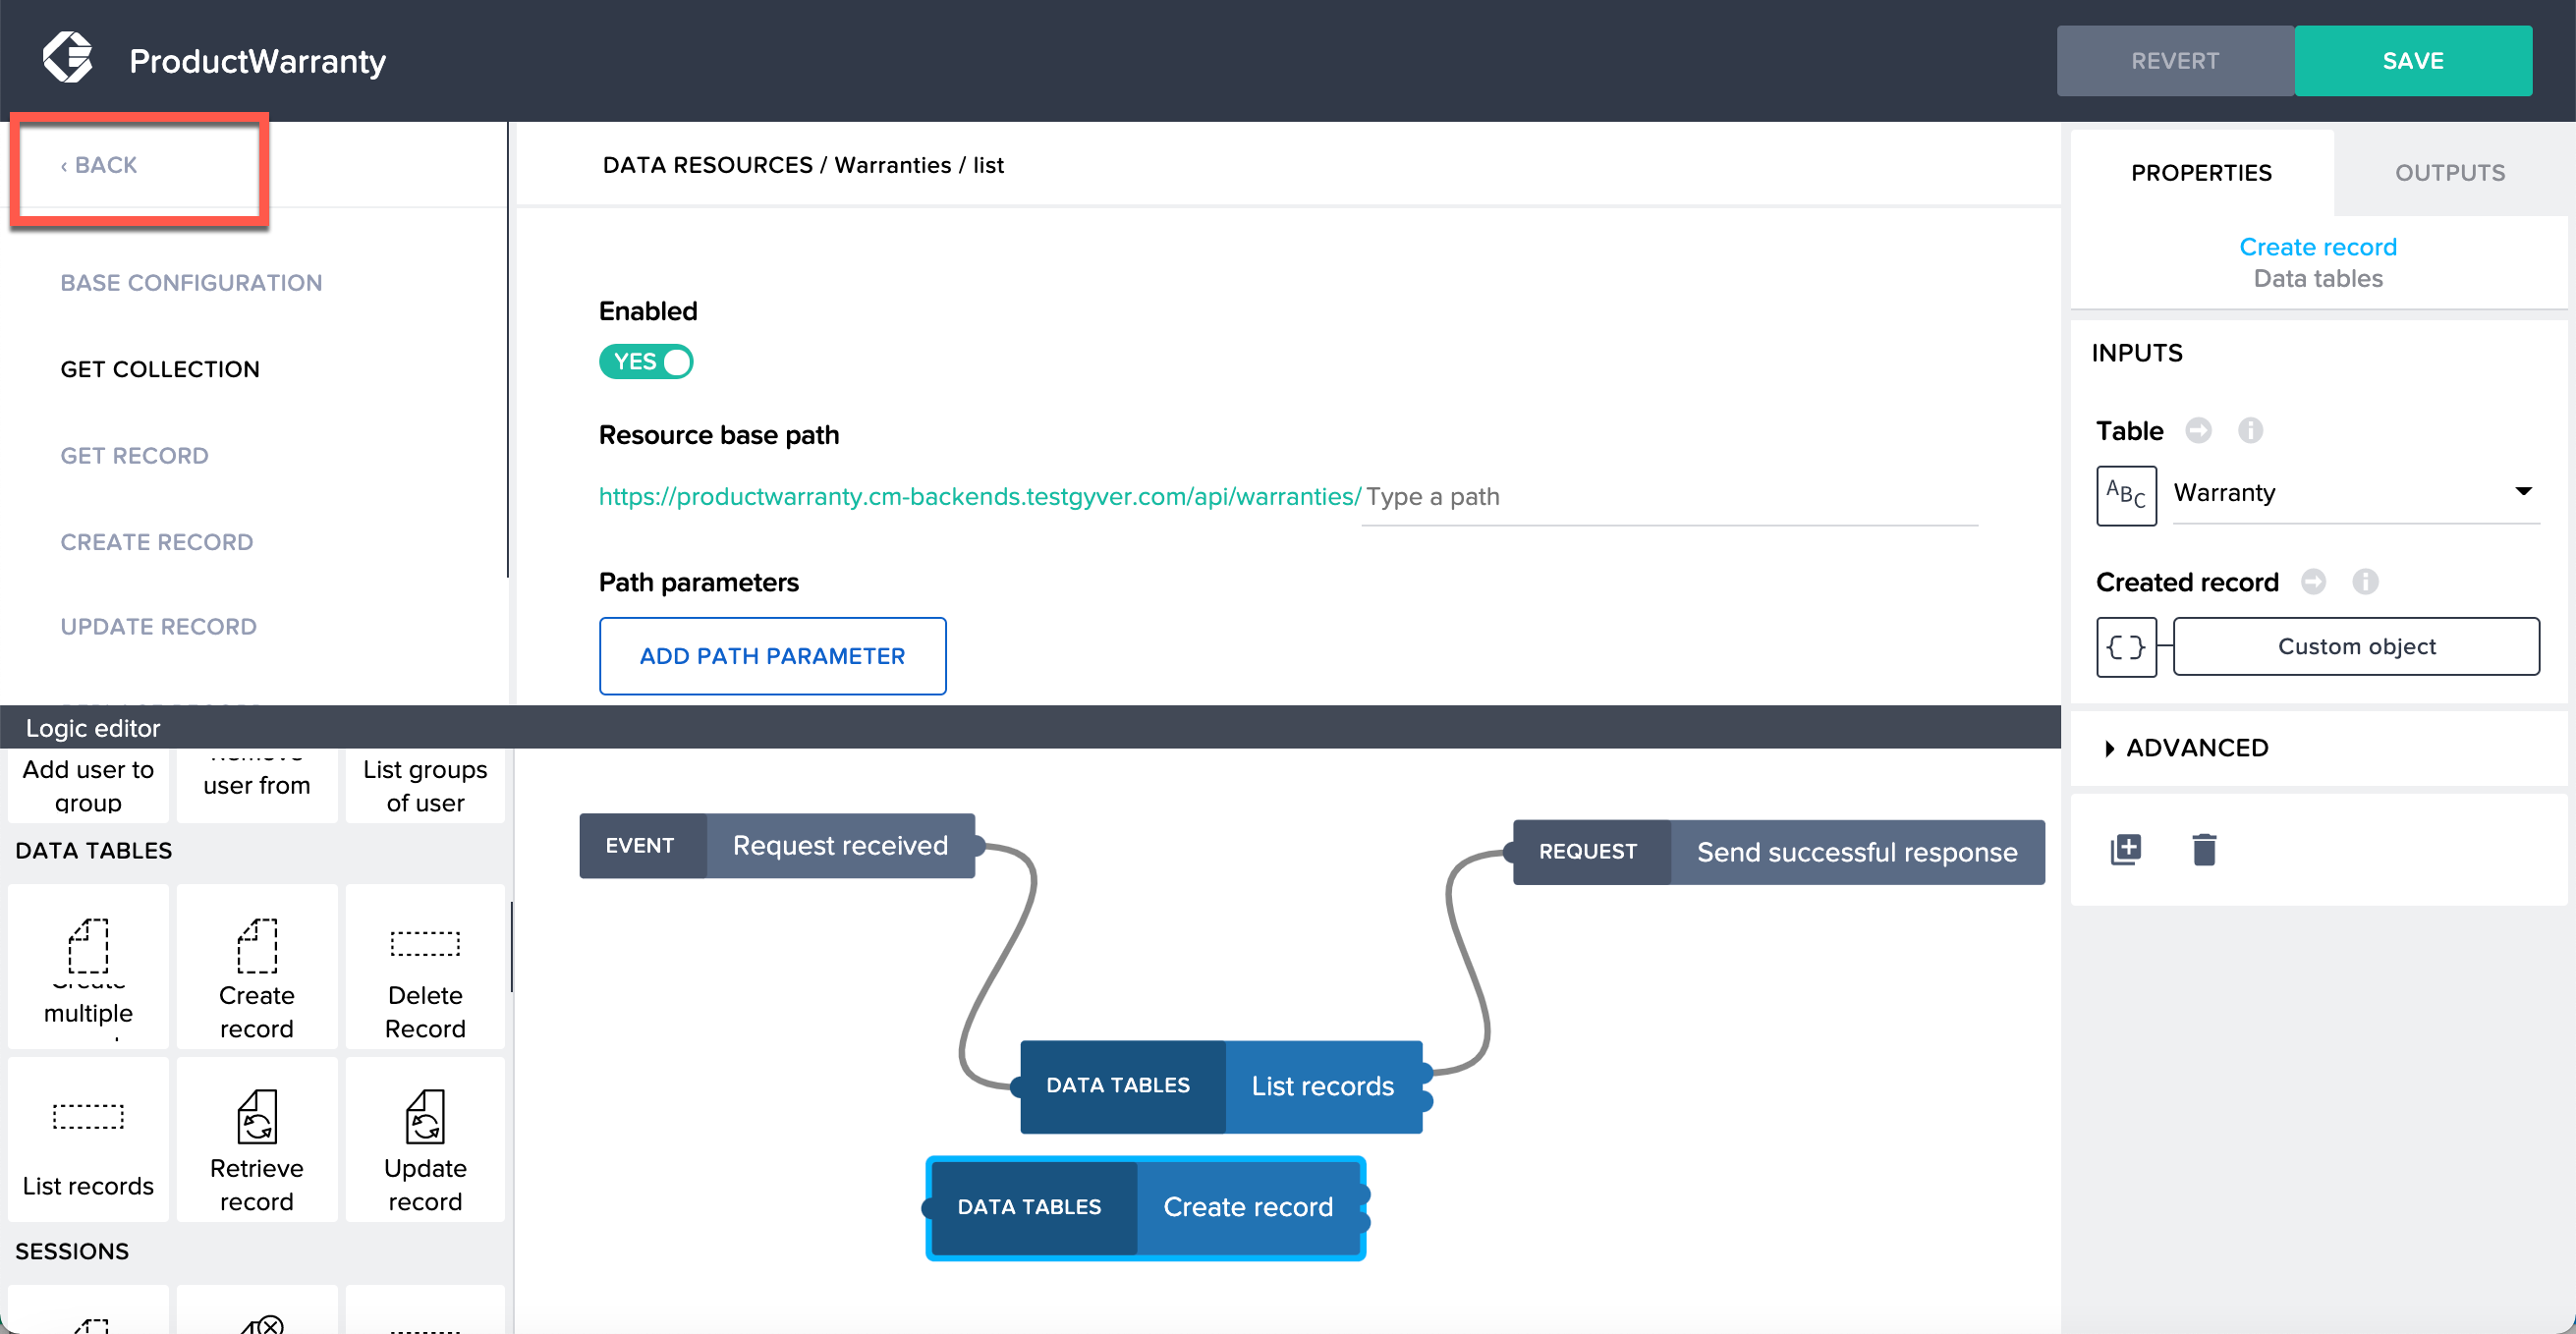 ProductWarranty
REVERT
SAVE
‹ BACK
BASE CONFIGURATION
GET COLLECTION
GET RECORD
CREATE RECORD
UPDATE RECORD
DATA RESOURCES / Warranties / list
Enabled
YES
Resource base path
https://productwarranty.cm-backends.testgyver.com/api/warranties/ Type a path
Path parameters
ADD PATH PARAMETER
PROPERTIES
OUTPUTS
Create record
Data tables
INPUTS
Table
ABC
Warranty
Created record
{ }
Custom object
ADVANCED
Logic editor
Add user to
group
user from
List groups
of user
DATA TABLES
multiple
Create
record
Delete
Record
List records
Retrieve
record
Update
record
SESSIONS
EVENT
Request received
REQUEST
Send successful response
DATA TABLES
List records
DATA TABLES
Create record